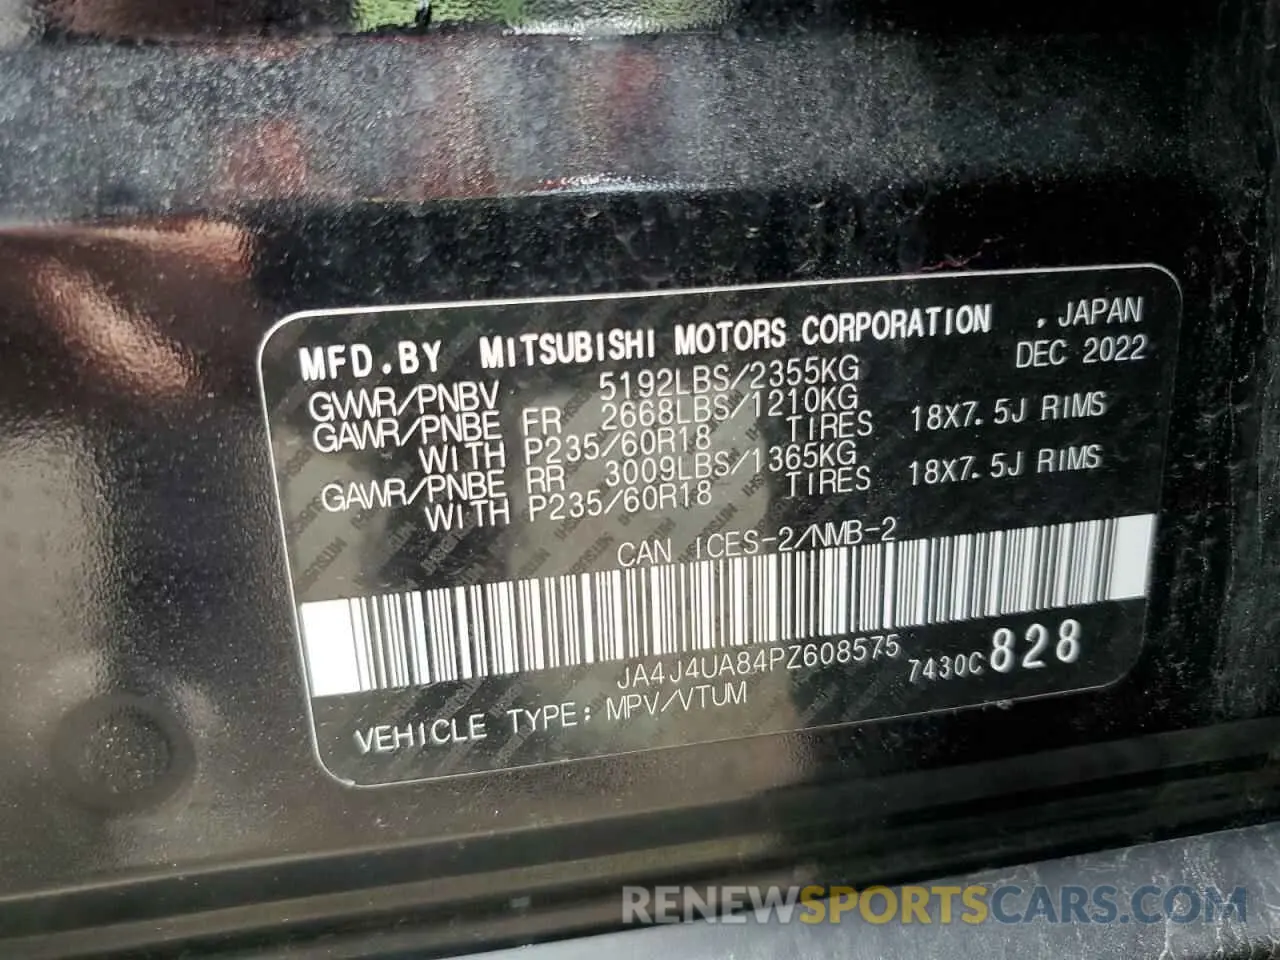 MFD.BY MITSUBISHI MOTORS CORPORATION , JAPAN
DEC 2022
GVWR/PNBV 5192LBS/2355KG
GAWR/PNBE FR 2668LBS/1210KG
WITH P235/60R18 TIRES 18X7.5J RIMS
GAWR/PNBE RR 3009LBS/1365KG
WITH P235/60R18 TIRES 18X7.5J RIMS
CAN ICES-2/NMB-2
JA4J4UA84PZ608575 7430C828
VEHICLE TYPE: MPV/VTUM
RENEWSPORTSCARS.COM